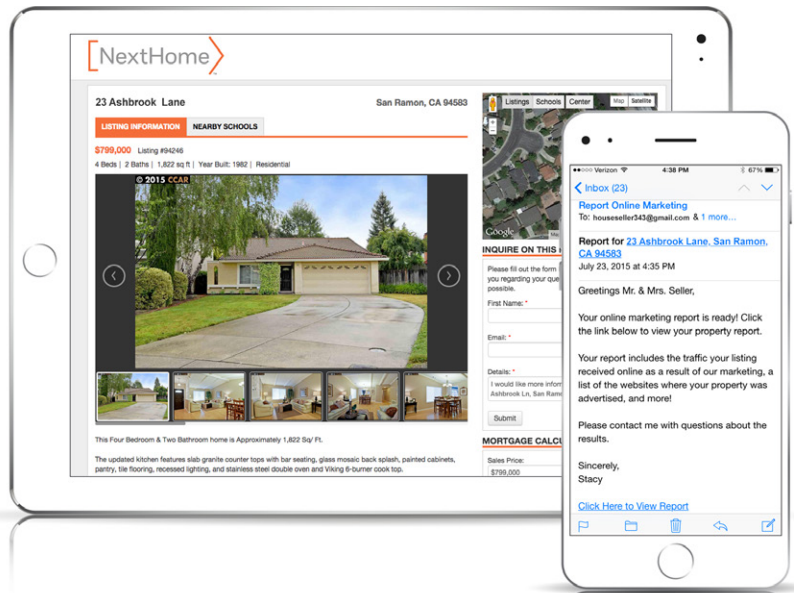 NextHome
23 Ashbrook Lane
San Ramon, CA 94583
LISTING INFORMATION NEARBY SCHOOLS
$799,000 Listing #94246
4 Beds | 2 Baths | 1,822 sq ft | Year Built: 1982 | Residential
© 2015 CCAR
This Four Bedroom & Two Bathroom home is Approximately 1,822 Sq/ Ft.
The updated kitchen features slab granite counter tops with bar seating, glass mosaic back splash, painted cabinets,
pantry, tile flooring, recessed lighting, and stainless steel double oven and Viking 6-burner cook top.
Listings Schools Center Map Satellite
Google
INQUIRE ON THIS
Please fill out the form
you regarding your que
possible.
First Name: *
Email: *
Details: *
I would like more inform
Ashbrook Ln, San Ramo
Submit
MORTGAGE CALCU
Sales Price:
$799,000
Verizon 4:38 PM 67%
Inbox (23)
Report Online Marketing
To: houseseller343@gmail.com & 1 more...
Report for 23 Ashbrook Lane, San Ramon,
CA 94583
July 23, 2015 at 4:35 PM
Greetings Mr. & Mrs. Seller,
Your online marketing report is ready! Click
the link below to view your property report.
Your report includes the traffic your listing
received online as a result of our marketing, a
list of the websites where your property was
advertised, and more!
Please contact me with questions about the
results.
Sincerely,
Stacy
Click Here to View Report